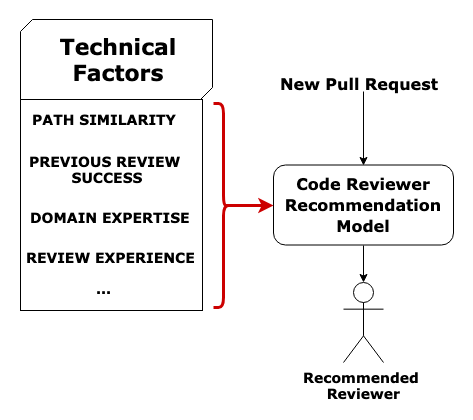 Technical
Factors
PATH SIMILARITY
PREVIOUS REVIEW
SUCCESS
DOMAIN EXPERTISE
REVIEW EXPERIENCE
...
New Pull Request
Code Reviewer
Recommendation
Model
Recommended
Reviewer